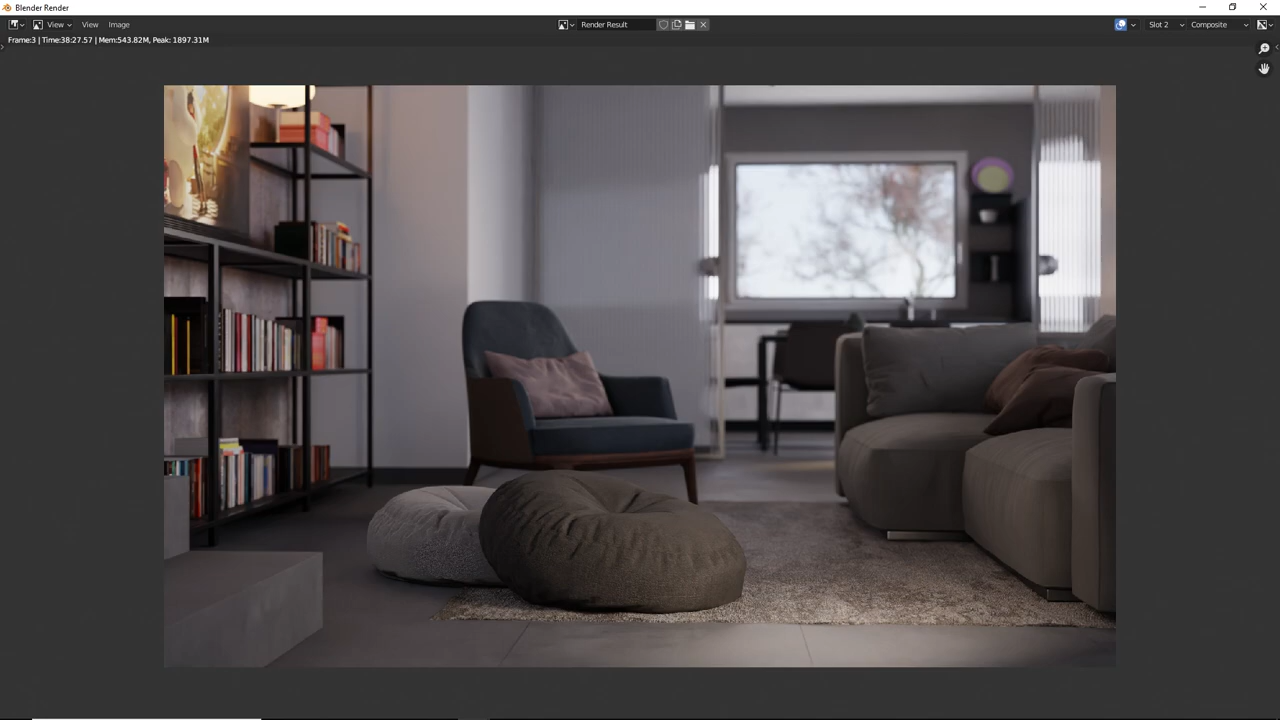 Blender Render
View View Image Render Result Slot 2 Composite
Frame:3 | Time:38:27.57 | Mem:543.82M, Peak: 1897.31M